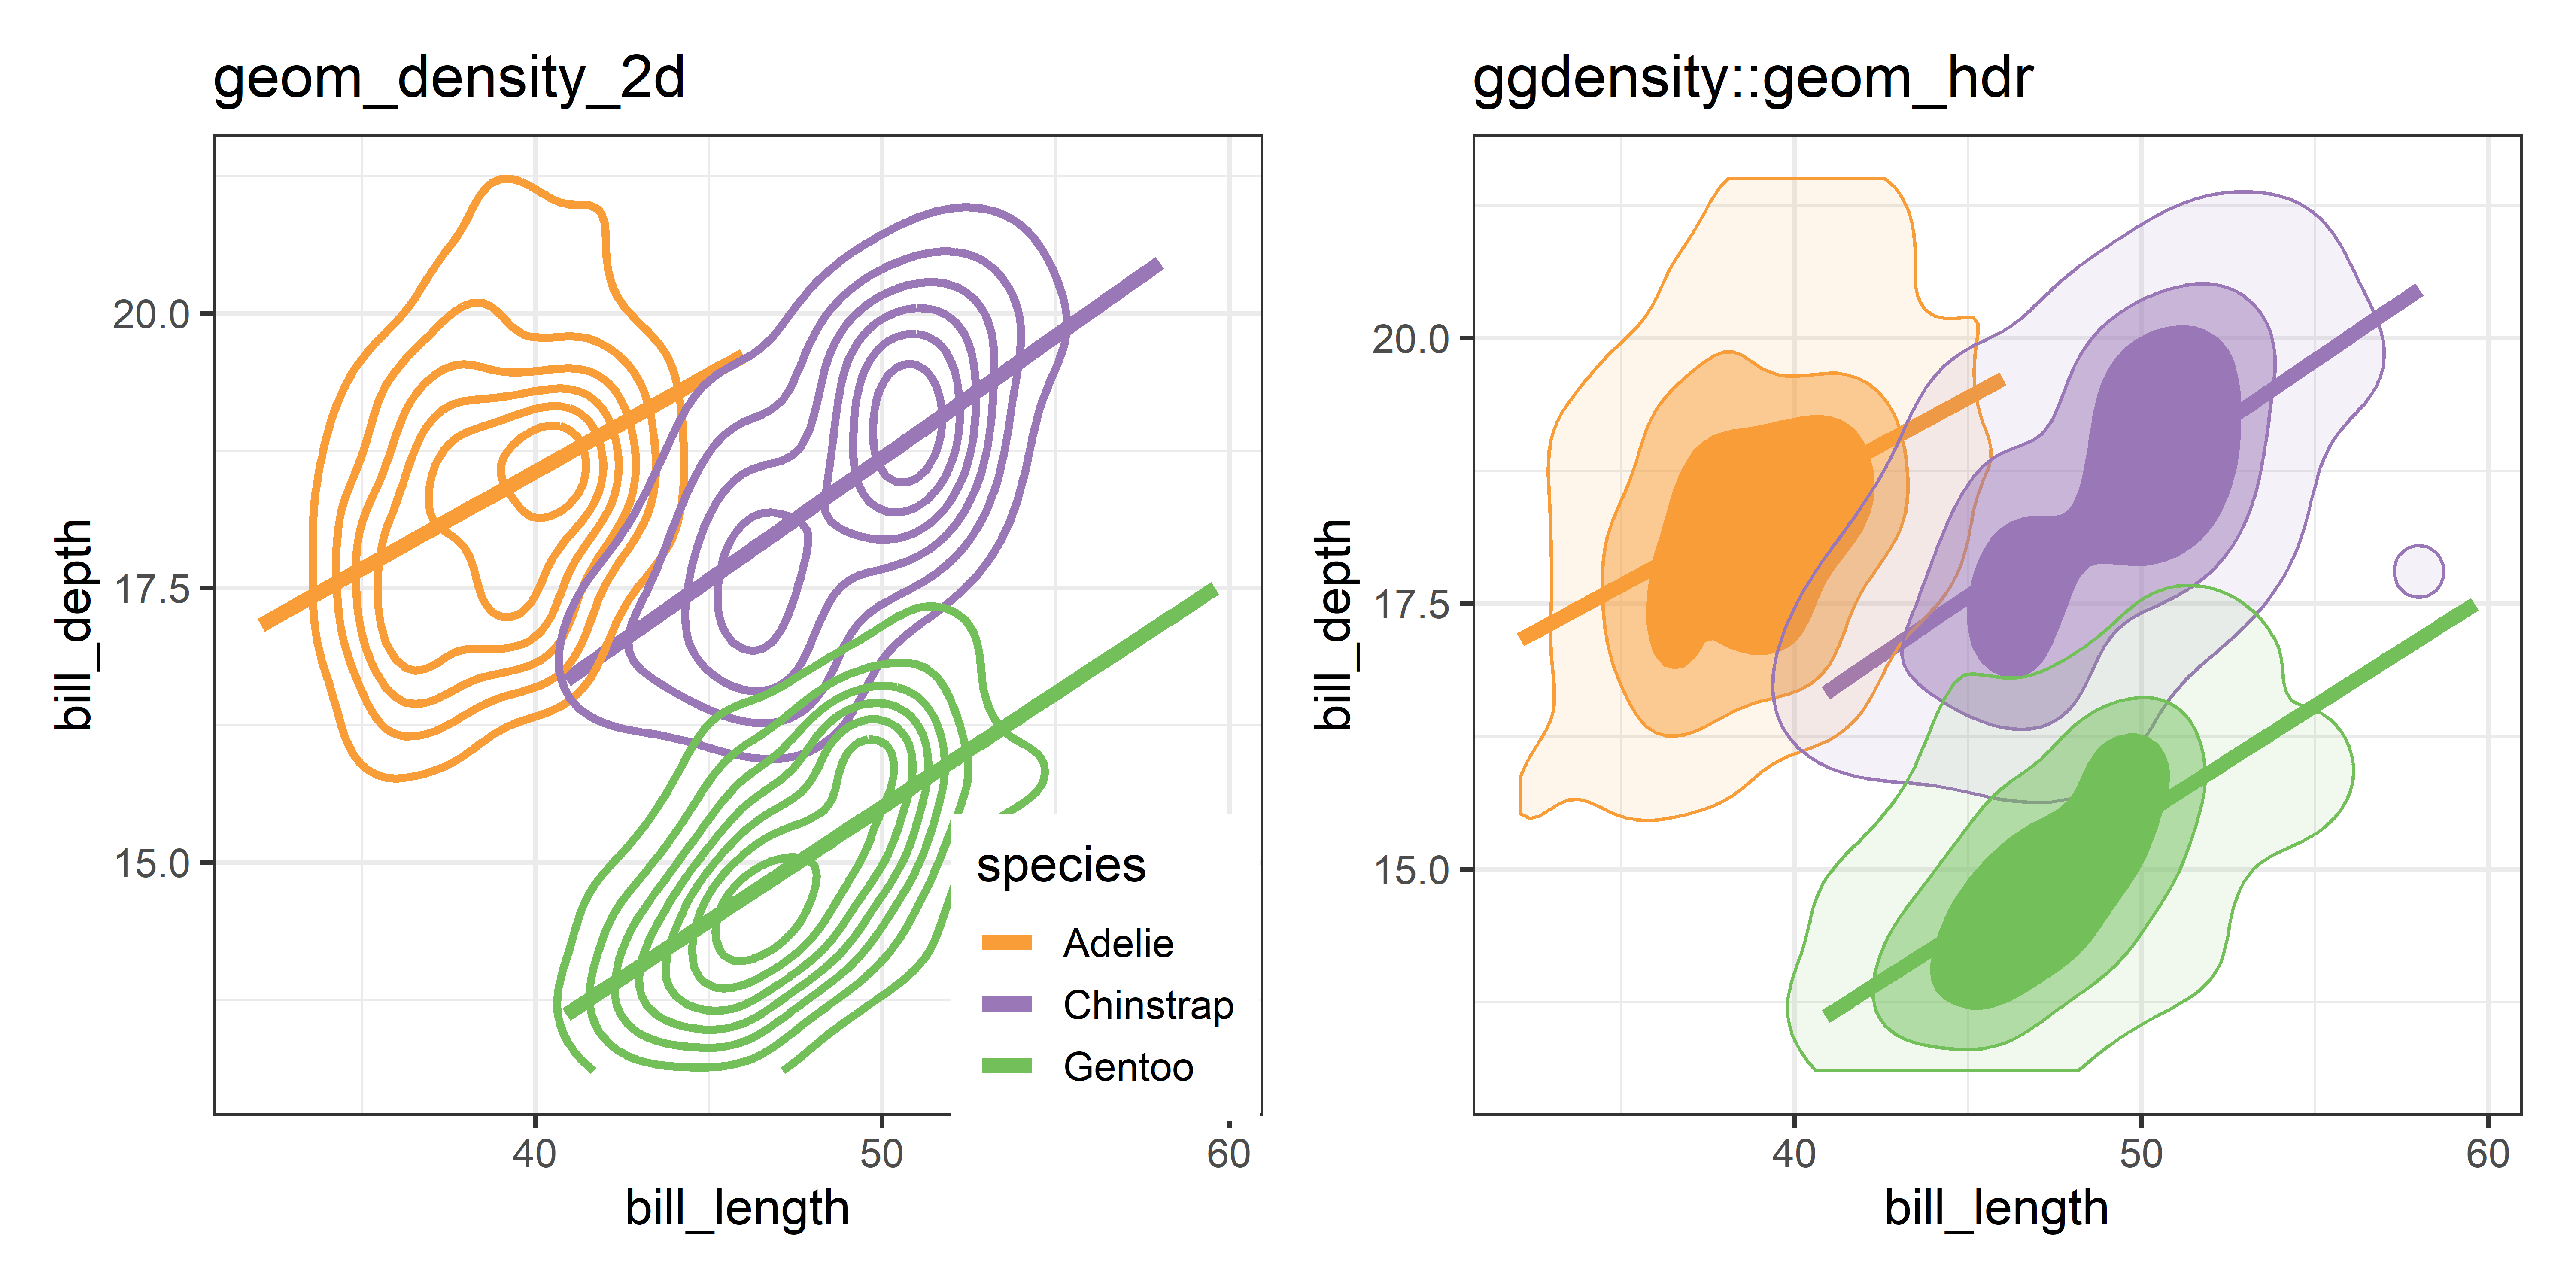 geom_density_2d
20.0
17.5
15.0
bill_depth
species
Adelie
Chinstrap
Gentoo
40 50 60
bill_length
ggdensity::geom_hdr
20.0
17.5
15.0
bill_depth
40 50 60
bill_length